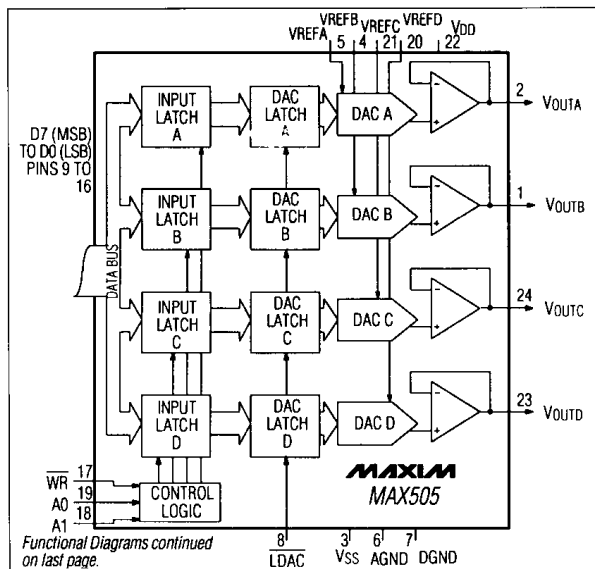 VREFB VREFD
VREFA VREFC VDD
5 4 21 20 22
INPUT LATCH A
DAC LATCH A
DAC A
2 VOUTA
D7 (MSB)
TO D0 (LSB)
PINS 9 TO
16
INPUT LATCH B
DAC LATCH B
DAC B
1 VOUTB
DATA BUS
INPUT LATCH C
DAC LATCH C
DAC C
24 VOUTC
INPUT LATCH D
DAC LATCH D
DAC D
23 VOUTD
- +
- +
- +
- +
WR 17
A0 19
A1 18
CONTROL LOGIC
MAXIM
MAX505
8 3 6 7
LDAC VSS AGND DGND
Functional Diagrams continued
on last page.